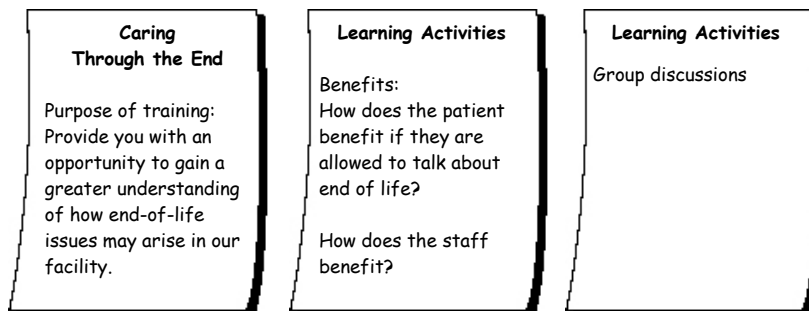 Caring
Through the End
Purpose of training:
Provide you with an
opportunity to gain a
greater understanding
of how end-of-life
issues may arise in our
facility.
Learning Activities
Benefits:
How does the patient
benefit if they are
allowed to talk about
end of life?
How does the staff
benefit?
Learning Activities
Group discussions